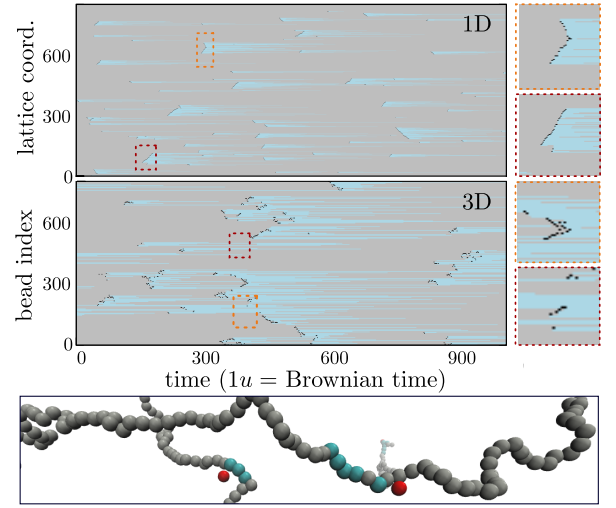 1D
lattice coord.
600
300
0
3D
bead index
600
300
0
0
300
600
900
time (1u = Brownian time)